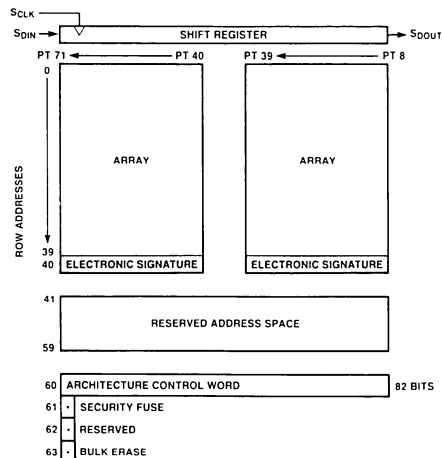 SCLK
SDIN
SHIFT REGISTER
SDOUT
PT 71
PT 40
PT 39
PT 8
0
ROW ADDRESSES
ARRAY
ARRAY
39
40
ELECTRONIC SIGNATURE
ELECTRONIC SIGNATURE
41
RESERVED ADDRESS SPACE
59
60 ARCHITECTURE CONTROL WORD 82 BITS
61 SECURITY FUSE
62 RESERVED
63 BULK ERASE